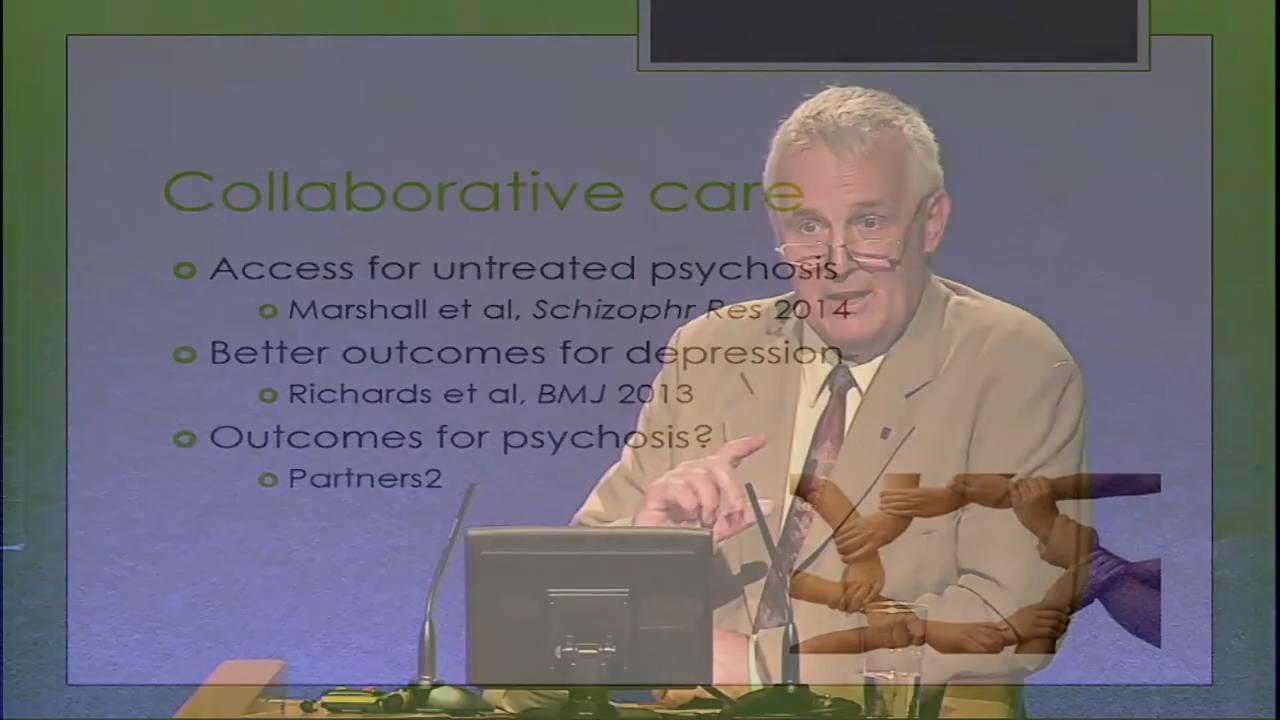 Collaborative care
Access for untreated psychosis
Marshall et al, Schizophr Res 2014
Better outcomes for depression
Richards et al, BMJ 2013
Outcomes for psychosis?
Partners2